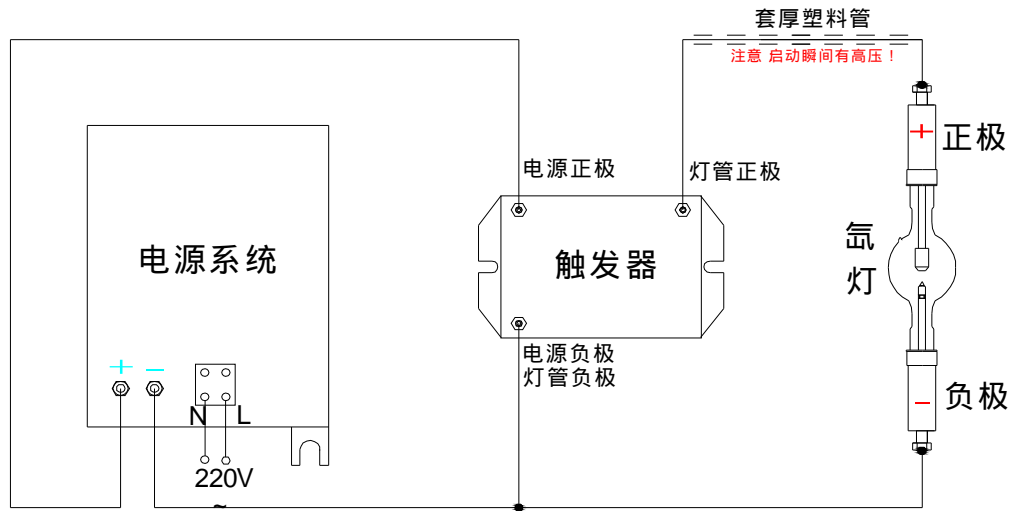 套厚塑料管
注意 启动瞬间有高压！
+
正极
电源正极
灯管正极
电源系统
触发器
氙
灯
电源负极
灯管负极
+
-
N
L
-
负极
220V
~